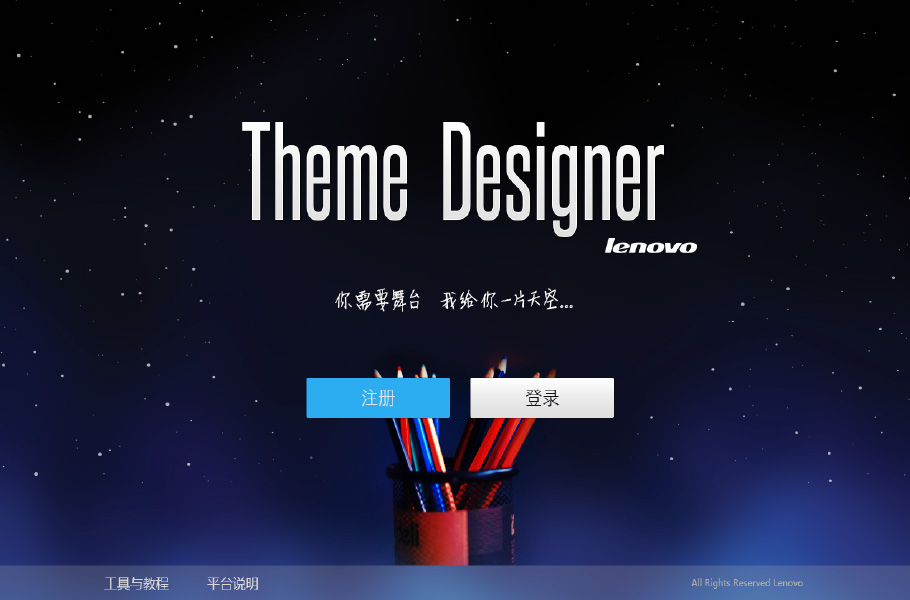 Theme Designer
lenovo
你需要舞台 我给你一片天空...
注册 登录
deli
工具与教程 平台说明 All Rights Reserved Lenovo